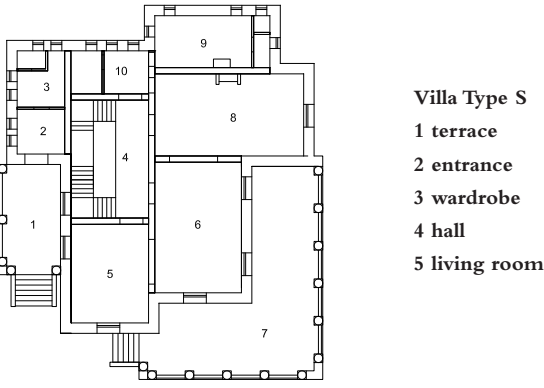 9
10
3
8
2
4
1
6
5
7
Villa Type S
1 terrace
2 entrance
3 wardrobe
4 hall
5 living room